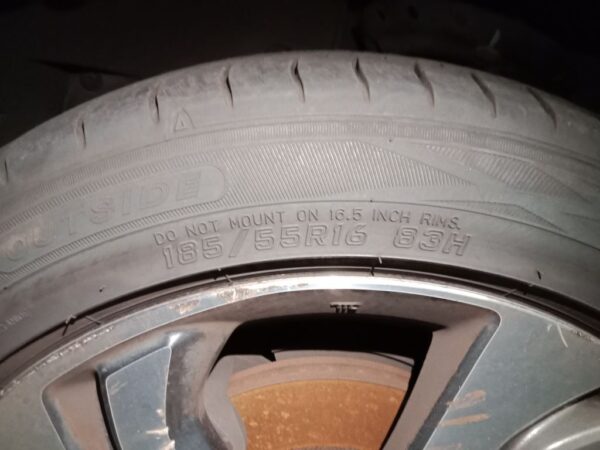 OUTSIDE
DO NOT MOUNT ON 16.5 INCH RIMS.
185/55R16 83H